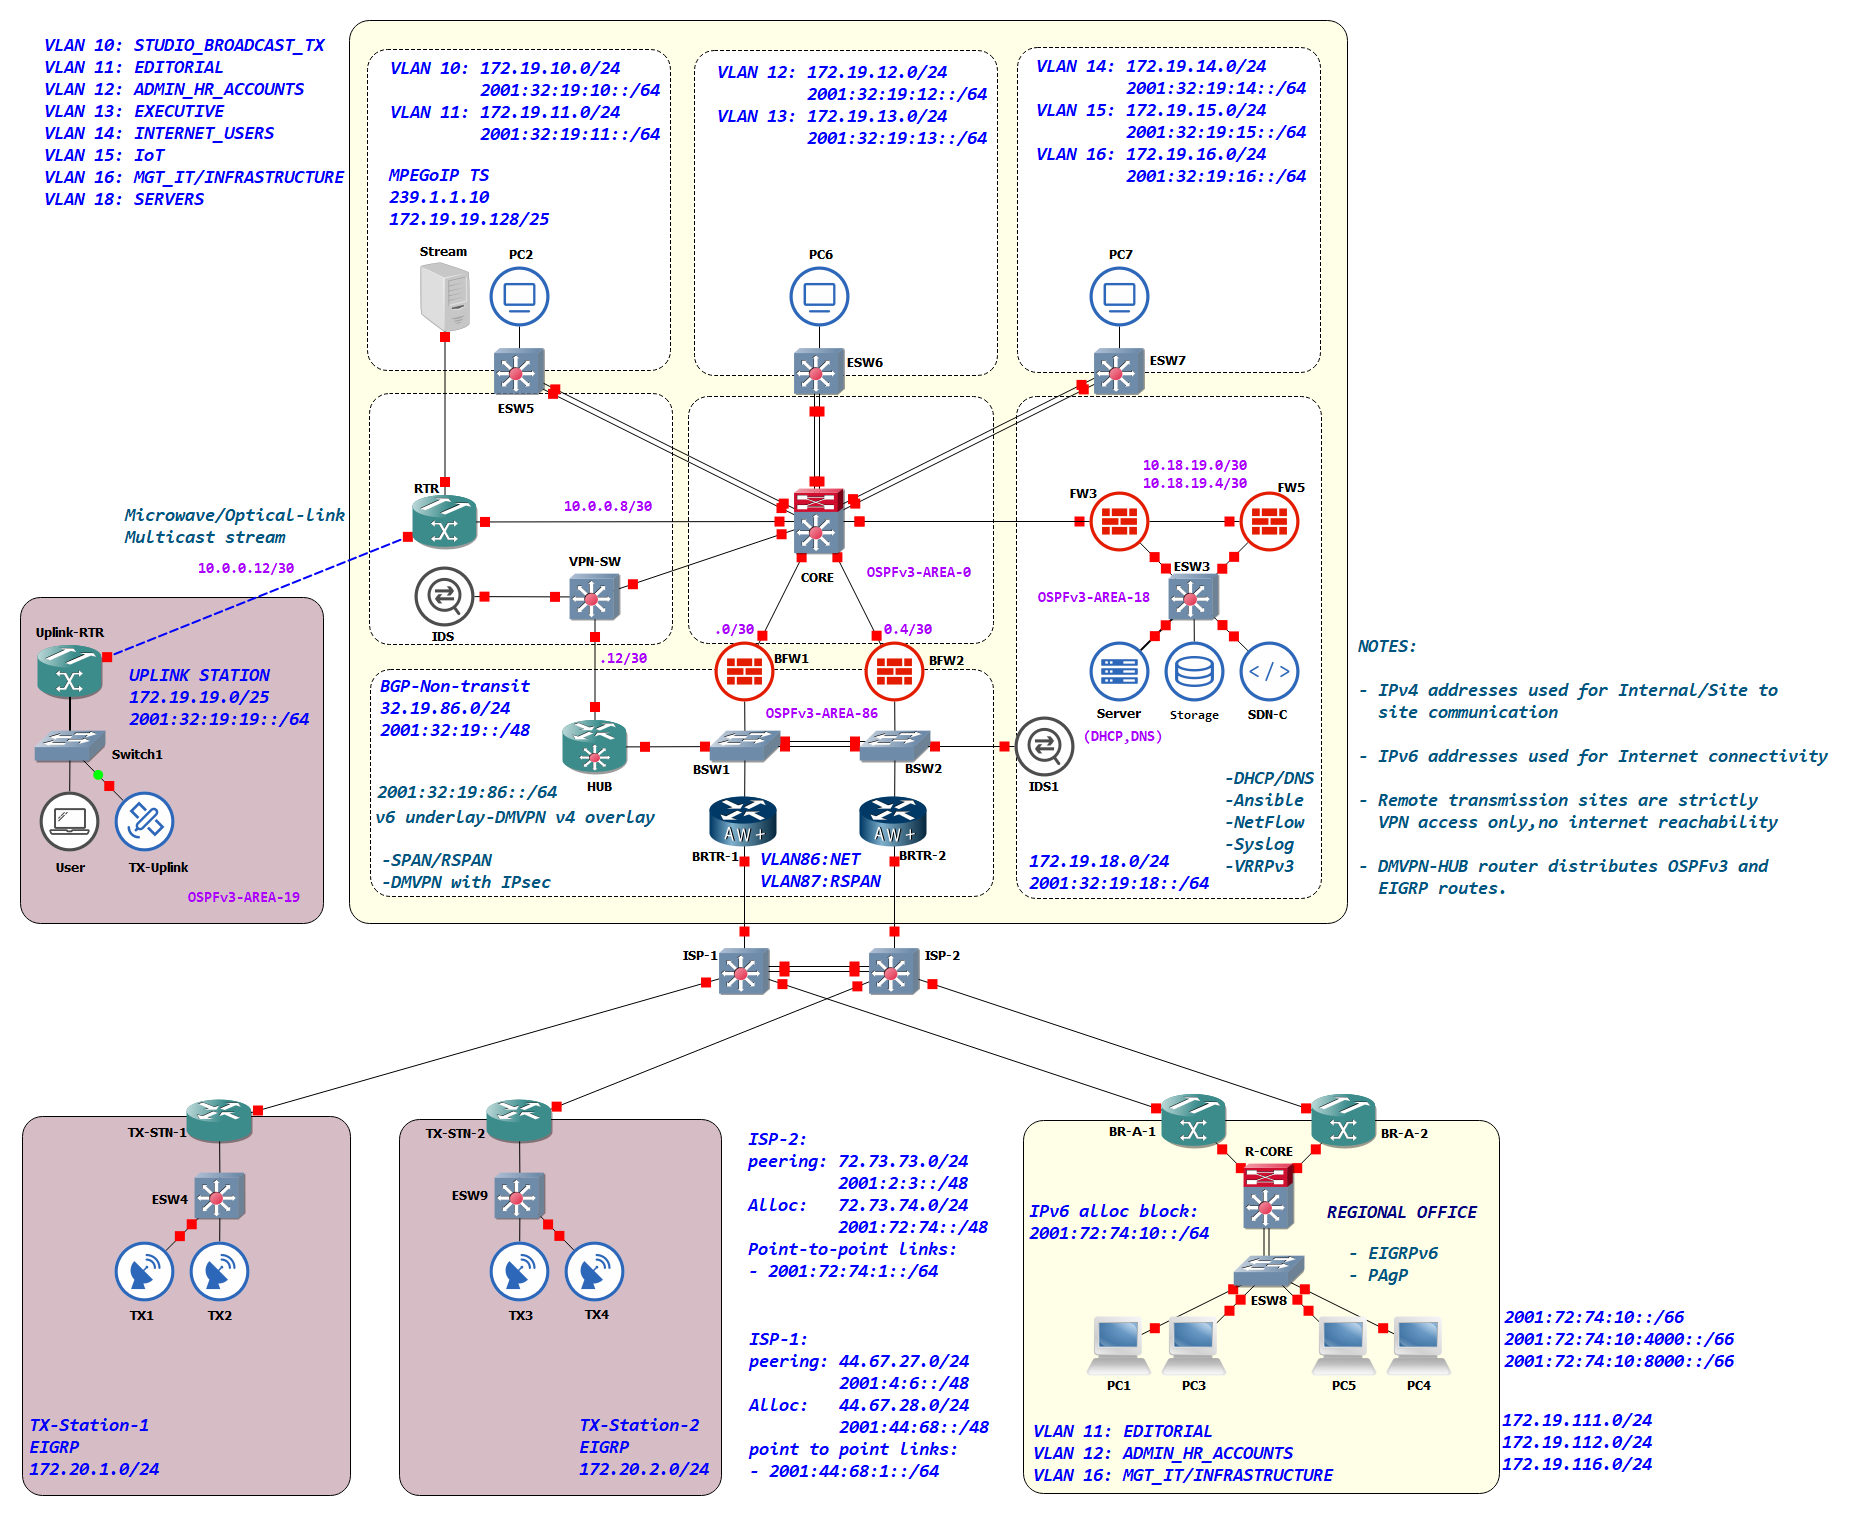 VLAN 10: STUDIO_BROADCAST_TX
VLAN 11: EDITORIAL
VLAN 12: ADMIN_HR_ACCOUNTS
VLAN 13: EXECUTIVE
VLAN 14: INTERNET_USERS
VLAN 15: IoT
VLAN 16: MGT_IT/INFRASTRUCTURE
VLAN 18: SERVERS
VLAN 10: 172.19.10.0/24
2001:32:19:10::/64
VLAN 11: 172.19.11.0/24
2001:32:19:11::/64
MPEGoIP TS
239.1.1.10
172.19.19.128/25
Stream
PC2
ESW5
VLAN 12: 172.19.12.0/24
2001:32:19:12::/64
VLAN 13: 172.19.13.0/24
2001:32:19:13::/64
PC6
ESW6
VLAN 14: 172.19.14.0/24
2001:32:19:14::/64
VLAN 15: 172.19.15.0/24
2001:32:19:15::/64
VLAN 16: 172.19.16.0/24
2001:32:19:16::/64
PC7
ESW7
RTR
10.0.0.8/30
Microwave/Optical-link
Multicast stream
10.0.0.12/30
IDS
VPN-SW
CORE
OSPFv3-AREA-0
.0/30
0.4/30
.12/30
10.18.19.0/30
10.18.19.4/30
FW3
FW5
ESW3
OSPFv3-AREA-18
Server
Storage
SDN-C
(DHCP,DNS)
IDS1
-DHCP/DNS
-Ansible
-NetFlow
-Syslog
-VRRPv3
172.19.18.0/24
2001:32:19:18::/64
Uplink-RTR
UPLINK STATION
172.19.19.0/25
2001:32:19:19::/64
Switch1
User
TX-Uplink
OSPFv3-AREA-19
BGP-Non-transit
32.19.86.0/24
2001:32:19::/48
BFW1
BFW2
OSPFv3-AREA-86
HUB
BSW1
BSW2
2001:32:19:86::/64
v6 underlay-DMVPN v4 overlay
-SPAN/RSPAN
-DMVPN with IPsec
AW+
AW+
BRTR-1
BRTR-2
VLAN86:NET
VLAN87:RSPAN
NOTES:
- IPv4 addresses used for Internal/Site to
site communication
- IPv6 addresses used for Internet connectivity
- Remote transmission sites are strictly
VPN access only,no internet reachability
- DMVPN-HUB router distributes OSPFv3 and
EIGRP routes.
ISP-1
ISP-2
TX-STN-1
ESW4
TX1
TX2
TX-Station-1
EIGRP
172.20.1.0/24
TX-STN-2
ESW9
TX3
TX4
TX-Station-2
EIGRP
172.20.2.0/24
ISP-2:
peering: 72.73.73.0/24
2001:2:3::/48
Alloc: 72.73.74.0/24
2001:72:74::/48
Point-to-point links:
- 2001:72:74:1::/64
ISP-1:
peering: 44.67.27.0/24
2001:4:6::/48
Alloc: 44.67.28.0/24
2001:44:68::/48
point to point links:
- 2001:44:68:1::/64
BR-A-1
BR-A-2
R-CORE
IPv6 alloc block:
2001:72:74:10::/64
REGIONAL OFFICE
- EIGRPv6
- PAgP
ESW8
PC1
PC3
PC5
PC4
VLAN 11: EDITORIAL
VLAN 12: ADMIN_HR_ACCOUNTS
VLAN 16: MGT_IT/INFRASTRUCTURE
2001:72:74:10::/66
2001:72:74:10:4000::/66
2001:72:74:10:8000::/66
172.19.111.0/24
172.19.112.0/24
172.19.116.0/24